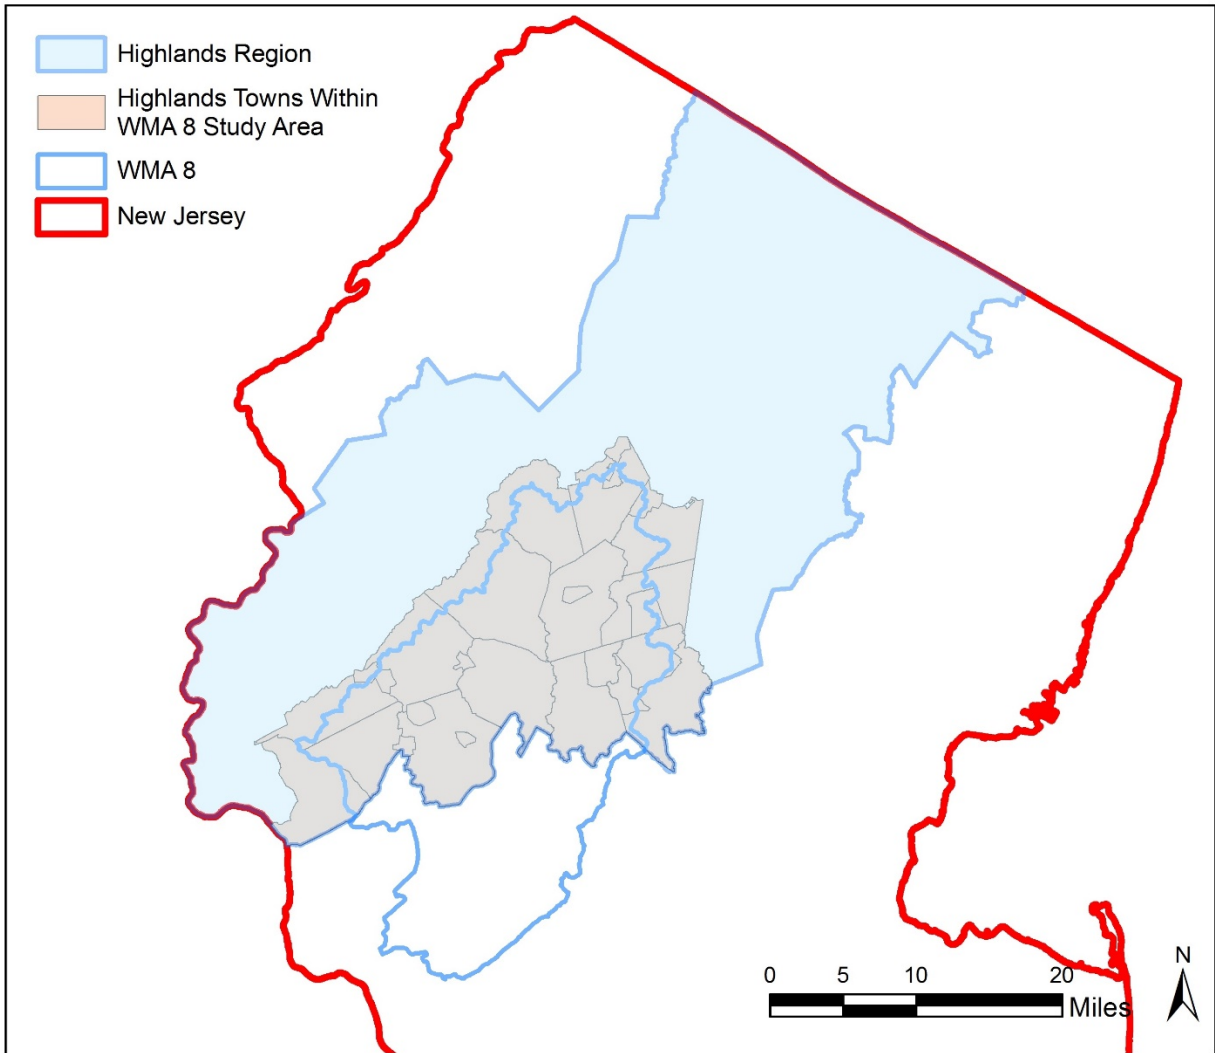 Highlands Region
Highlands Towns Within
WMA 8 Study Area
WMA 8
New Jersey
N
0 5 10 20
Miles